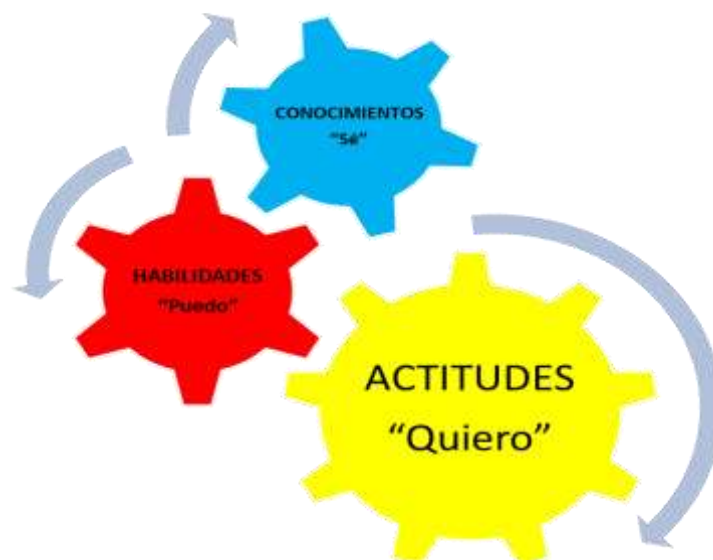 CONOCIMIENTOS
"Sé"
HABILIDADES
"Puedo"
ACTITUDES
“Quiero”